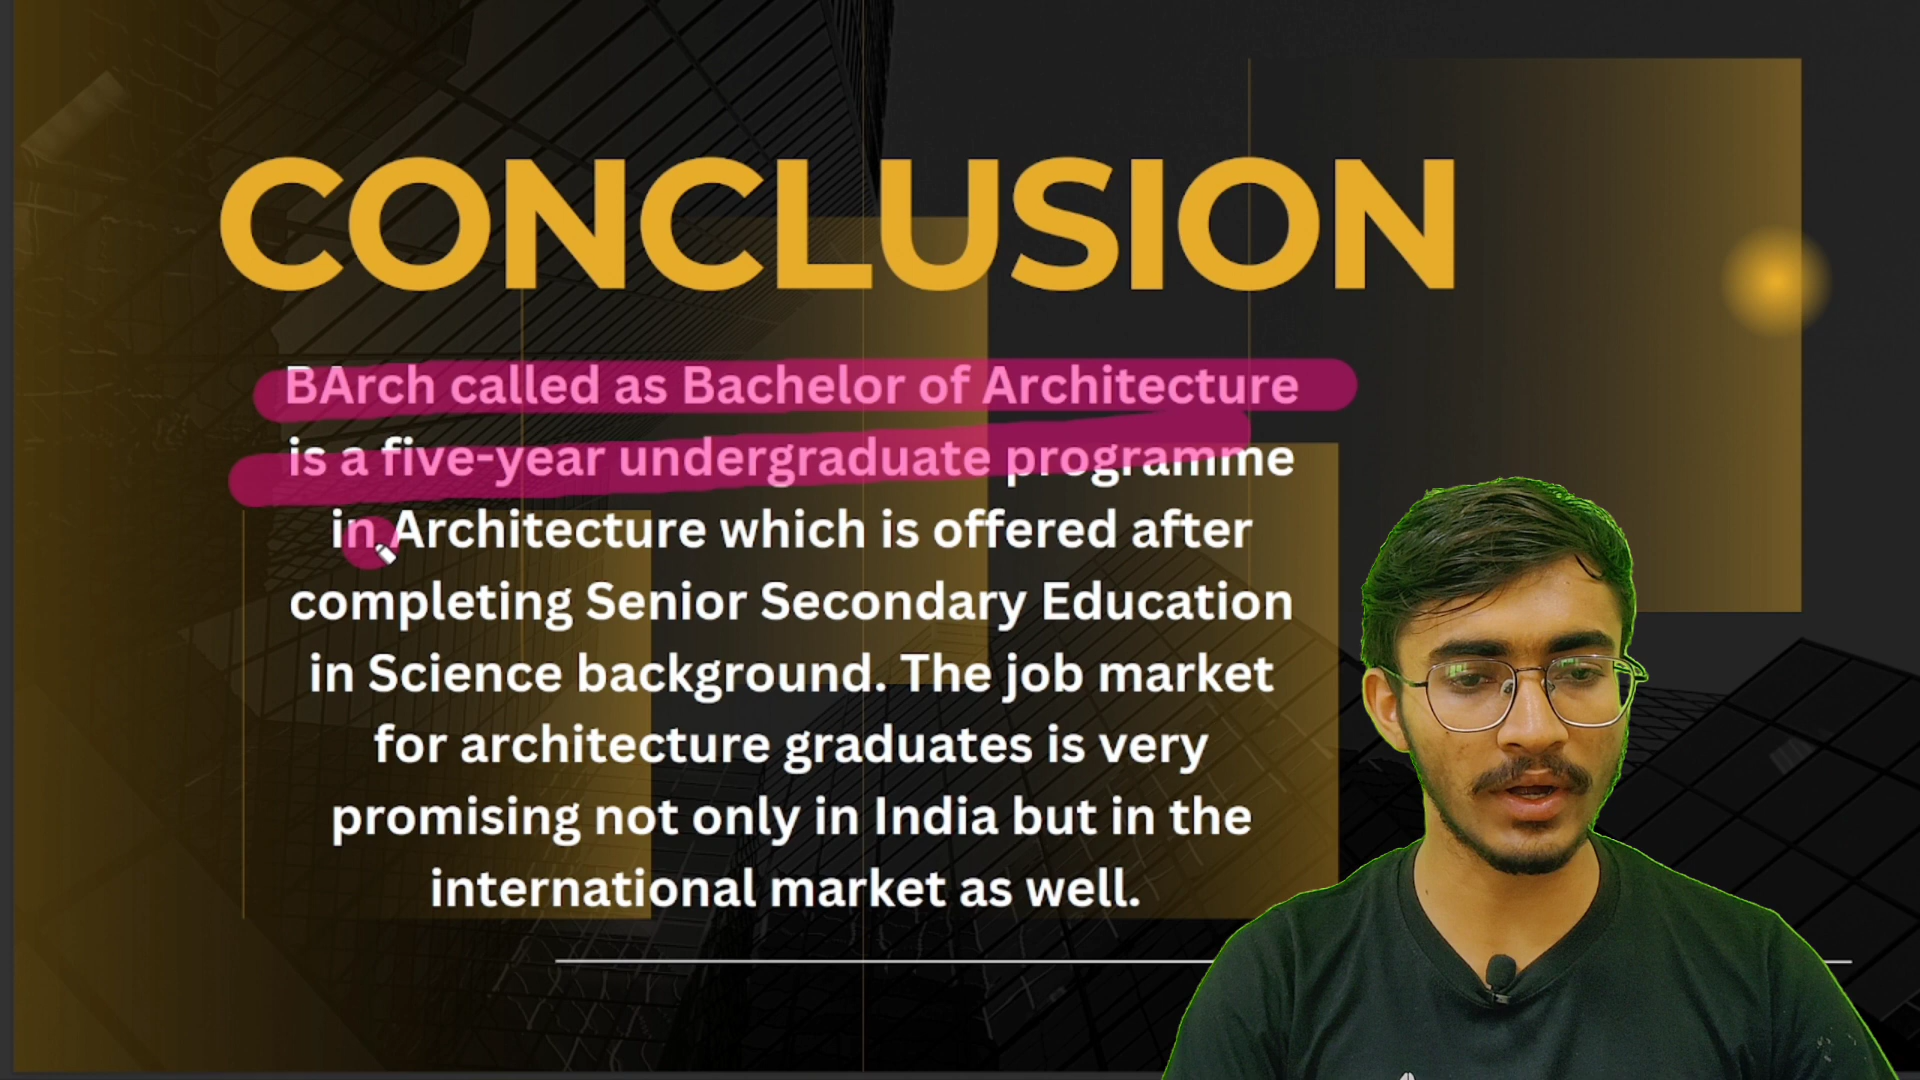 CONCLUSION
BArch called as Bachelor of Architecture
is a five-year undergraduate programme
in Architecture which is offered after
completing Senior Secondary Education
in Science background. The job market
for architecture graduates is very
promising not only in India but in the
international market as well.